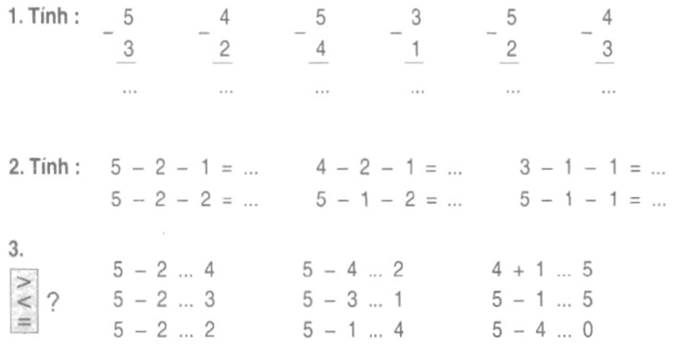 1. Tính : 5 4 5 3 5 4
- - - - - -
3 2 4 1 2 3
... ... ... ... ... ...
2. Tính : 5 - 2 - 1 = ... 4 - 2 - 1 = ... 3 - 1 - 1 = ...
5 - 2 - 2 = ... 5 - 1 - 2 = ... 5 - 1 - 1 = ...
3.
5 - 2 ... 4 5 - 4 ... 2 4 + 1 ... 5
> < = ? 5 - 2 ... 3 5 - 3 ... 1 5 - 1 ... 5
5 - 2 ... 2 5 - 1 ... 4 5 - 4 ... 0